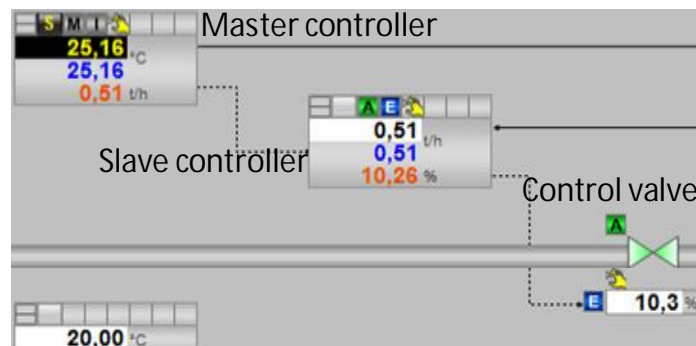 S M I Master controller
25,16 °C
25,16
0,51 t/h
A E
0,51 t/h
0,51
Slave controller
10,26 %
Control valve
A
E 10,3 %
20,00 °C